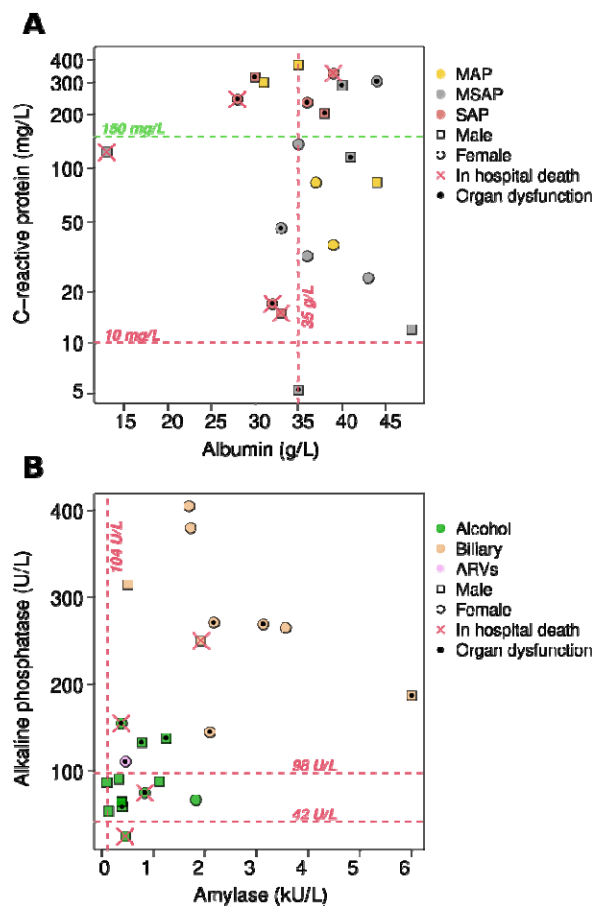 A
C-reactive protein (mg/L)
400
300
200
100
50
20
10
5
150 mg/L
10 mg/L
35 g/L
15 20 25 30 35 40 45
Albumin (g/L)
MAP
MSAP
SAP
Male
Female
In hospital death
Organ dysfunction
B
Alkaline phosphatase (U/L)
400
300
200
100
104 U/L
98 U/L
42 U/L
0 1 2 3 4 5 6
Amylase (kU/L)
Alcohol
Biliary
ARVs
Male
Female
In hospital death
Organ dysfunction